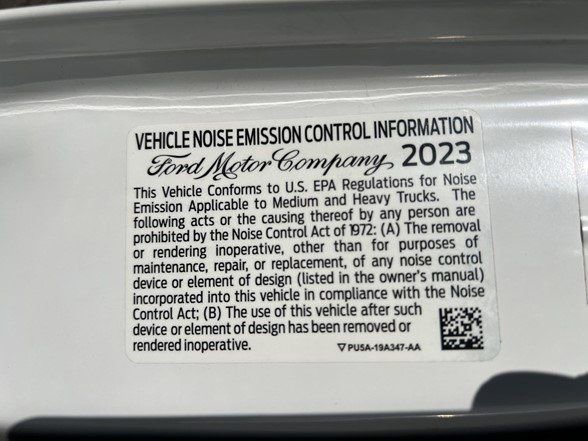 VEHICLE NOISE EMISSION CONTROL INFORMATION
Ford Motor Company 2023
This Vehicle Conforms to U.S. EPA Regulations for Noise
Emission Applicable to Medium and Heavy Trucks. The
following acts or the causing thereof by any person are
prohibited by the Noise Control Act of 1972: (A) The removal
or rendering inoperative, other than for purposes of
maintenance, repair, or replacement, of any noise control
device or element of design (listed in the owner's manual)
incorporated into this vehicle in compliance with the Noise
Control Act; (B) The use of this vehicle after such
device or element of design has been removed or
rendered inoperative.
PU5A-19A347-AA